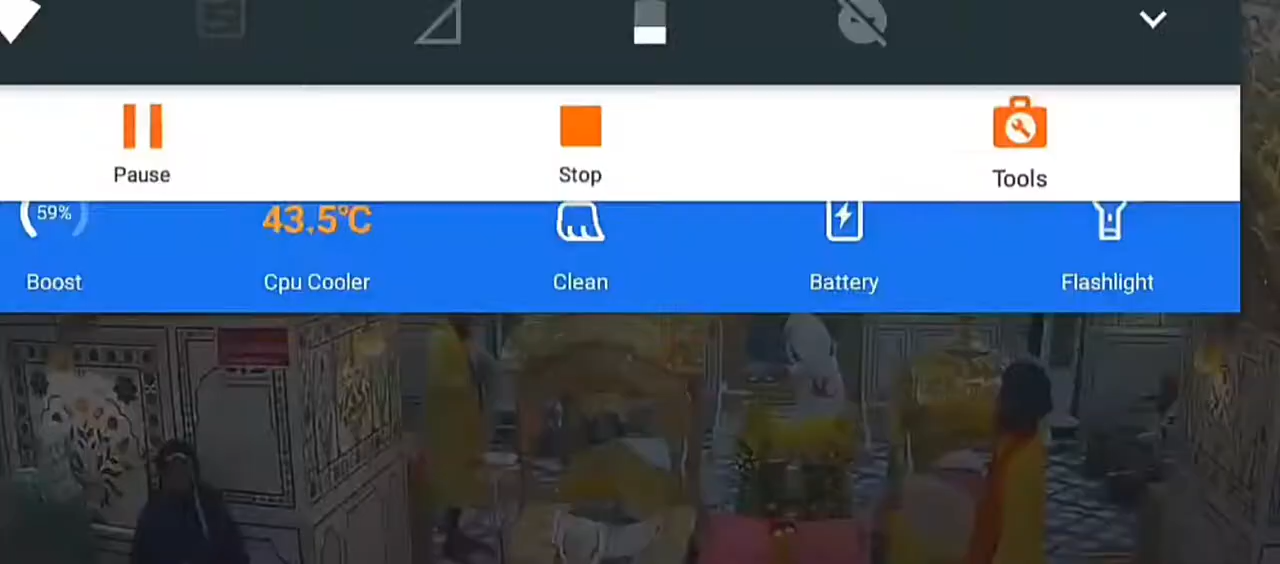 Pause Stop Tools
59% 43.5°C
Boost Cpu Cooler Clean Battery Flashlight